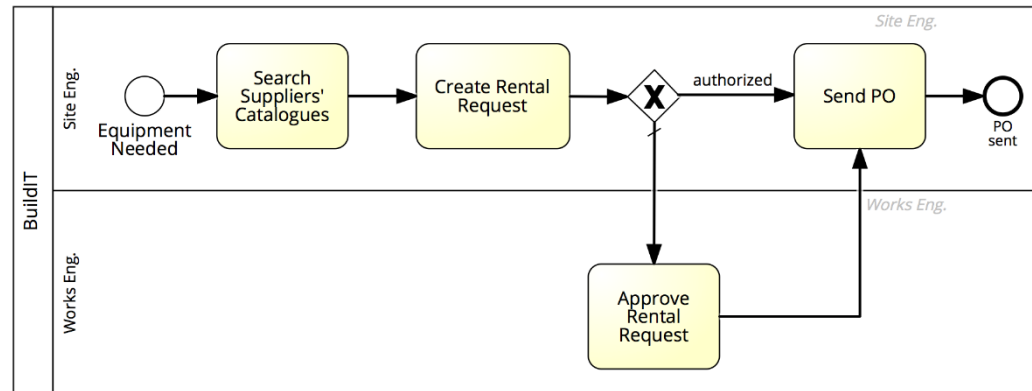 BuildIT
Site Eng.
Site Eng.
Equipment
Needed
Search
Suppliers'
Catalogues
Create Rental
Request
X
authorized
Send PO
PO
sent
Works Eng.
Works Eng.
Approve
Rental
Request